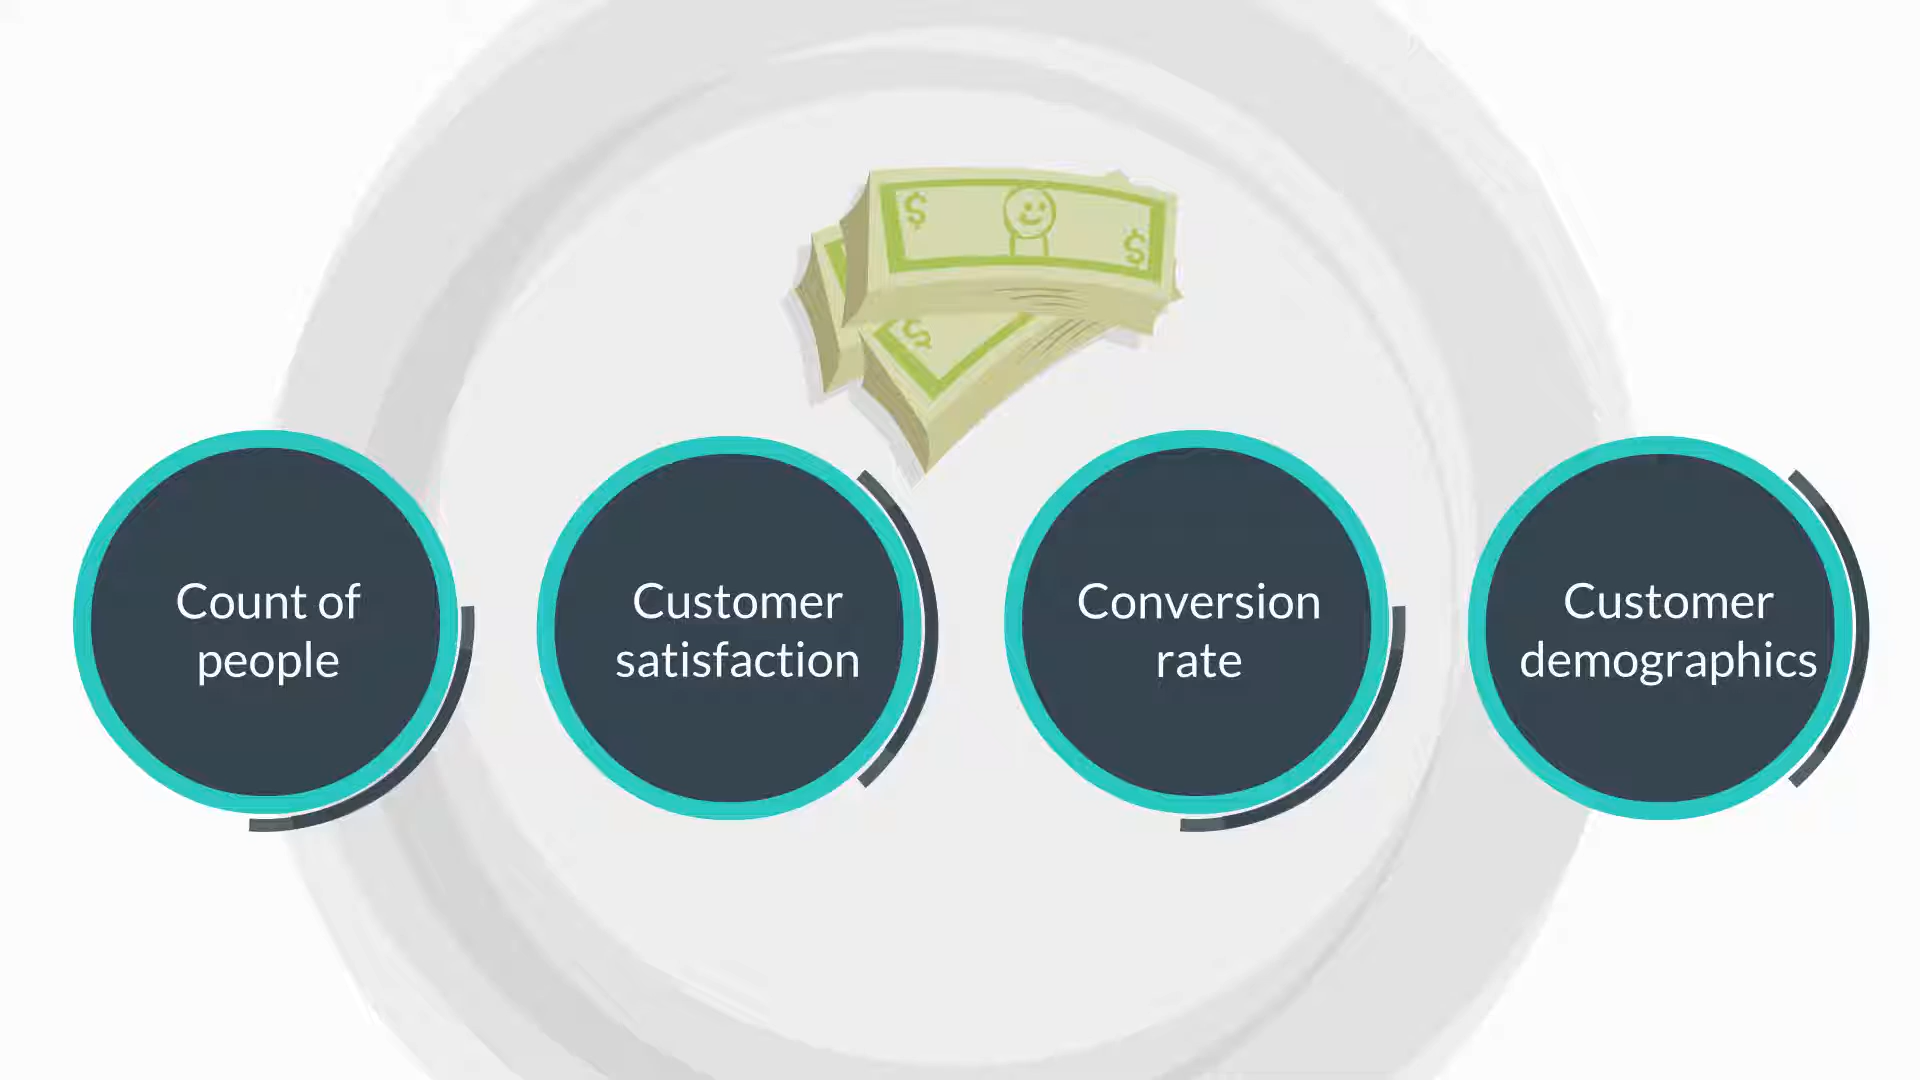 $
$
$
Count of
people
Customer
satisfaction
Conversion
rate
Customer
demographics